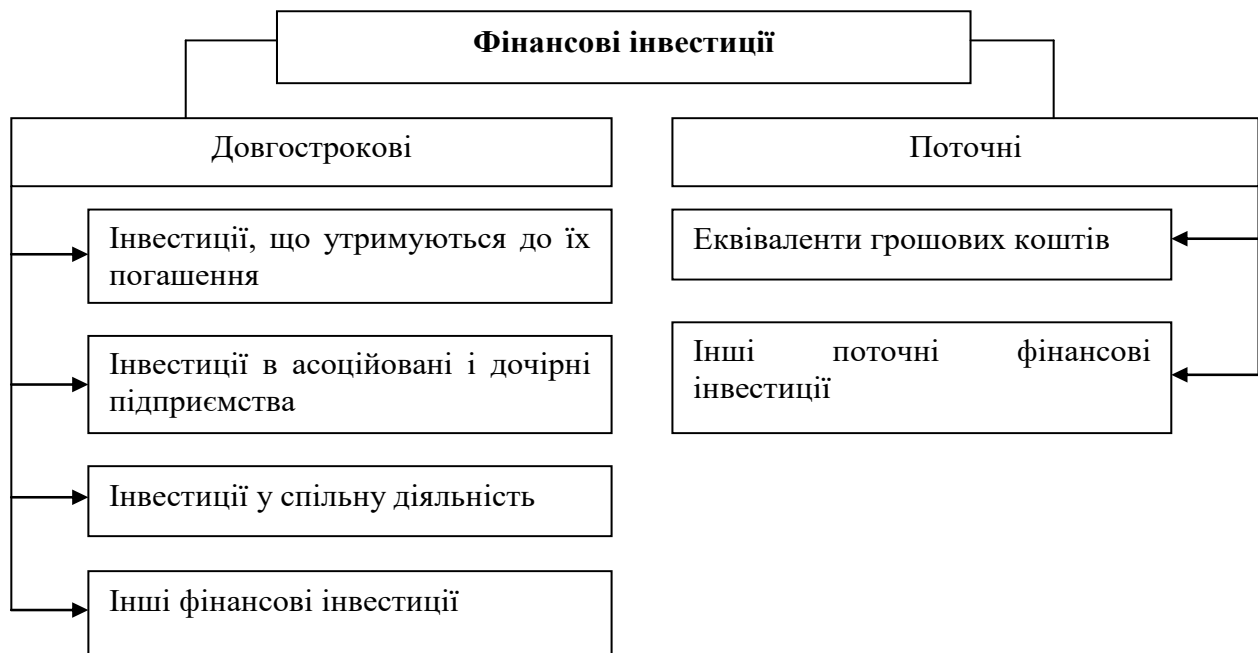 Фінансові інвестиції
Довгострокові
Інвестиції, що утримуються до їх
погашення
Інвестиції в асоційовані і дочірні
підприємства
Інвестиції у спільну діяльність
Інші фінансові інвестиції
Поточні
Еквіваленти грошових коштів
Інші поточні фінансові
інвестиції